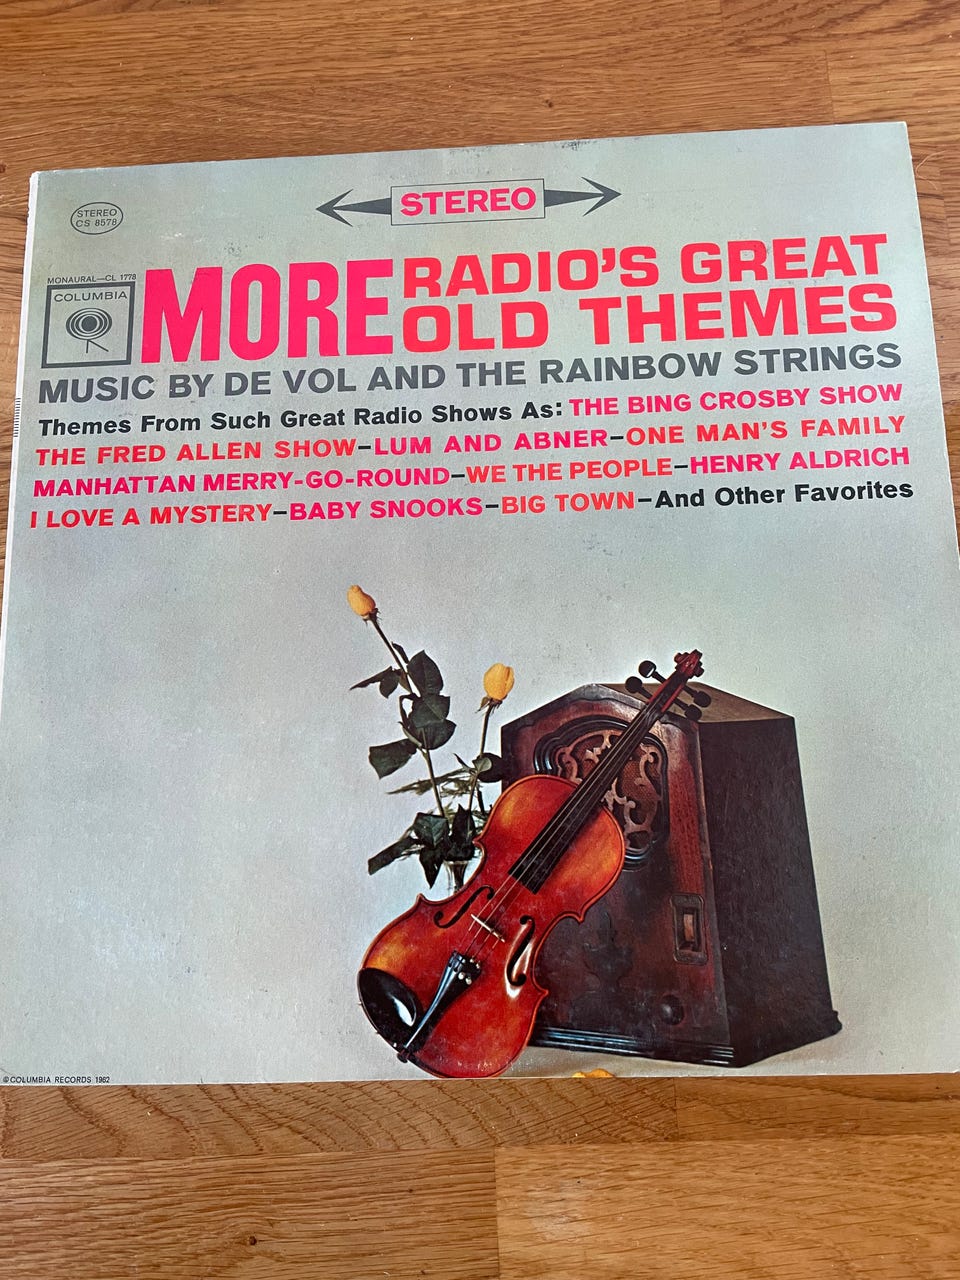 STEREO
STEREO
CS 8578
MONAURAL—CL 1778
COLUMBIA
MORE RADIO'S GREAT
OLD THEMES
MUSIC BY DE VOL AND THE RAINBOW STRINGS
Themes From Such Great Radio Shows As: THE BING CROSBY SHOW
THE FRED ALLEN SHOW–LUM AND ABNER–ONE MAN'S FAMILY
MANHATTAN MERRY-GO-ROUND–WE THE PEOPLE–HENRY ALDRICH
I LOVE A MYSTERY–BABY SNOOKS–BIG TOWN–And Other Favorites
© COLUMBIA RECORDS 1962